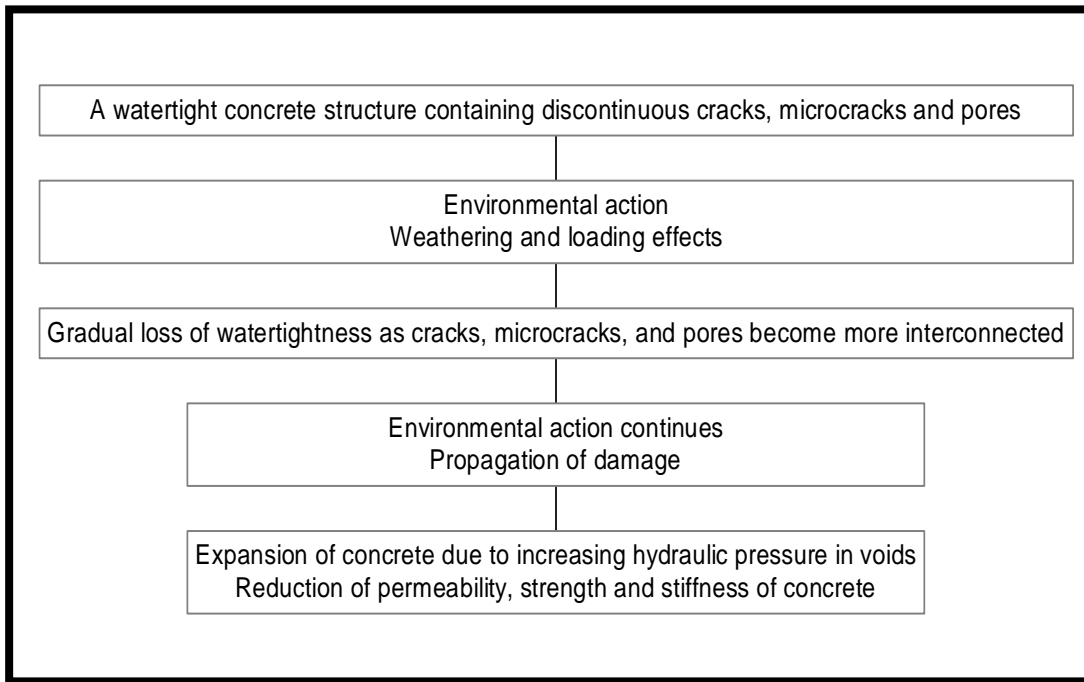 A watertight concrete structure containing discontinuous cracks, microcracks and pores
Environmental action
Weathering and loading effects
Gradual loss of watertightness as cracks, microcracks, and pores become more interconnected
Environmental action continues
Propagation of damage
Expansion of concrete due to increasing hydraulic pressure in voids
Reduction of permeability, strength and stiffness of concrete